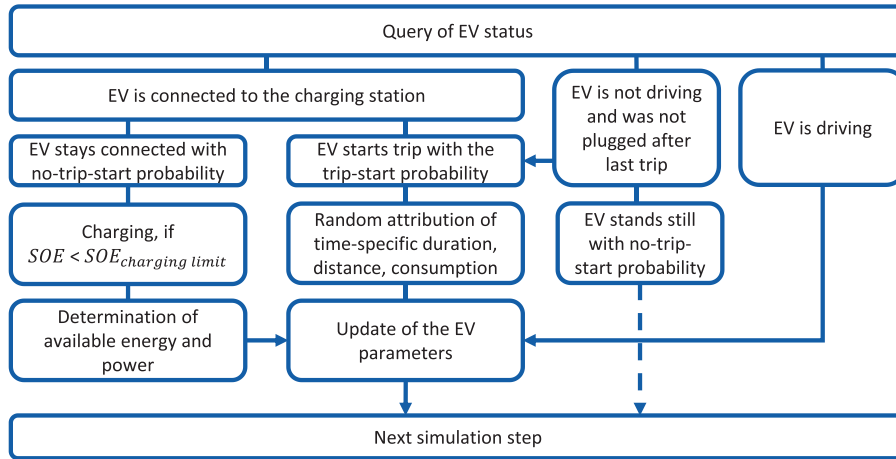 Query of EV status
EV is connected to the charging station
EV is not driving
and was not
plugged after
last trip
EV is driving
EV stays connected with
no-trip-start probability
EV starts trip with the
trip-start probability
Charging, if
SOE < SOE charging limit
Random attribution of
time-specific duration,
distance, consumption
EV stands still
with no-trip-
start probability
Determination of
available energy and
power
Update of the EV
parameters
Next simulation step